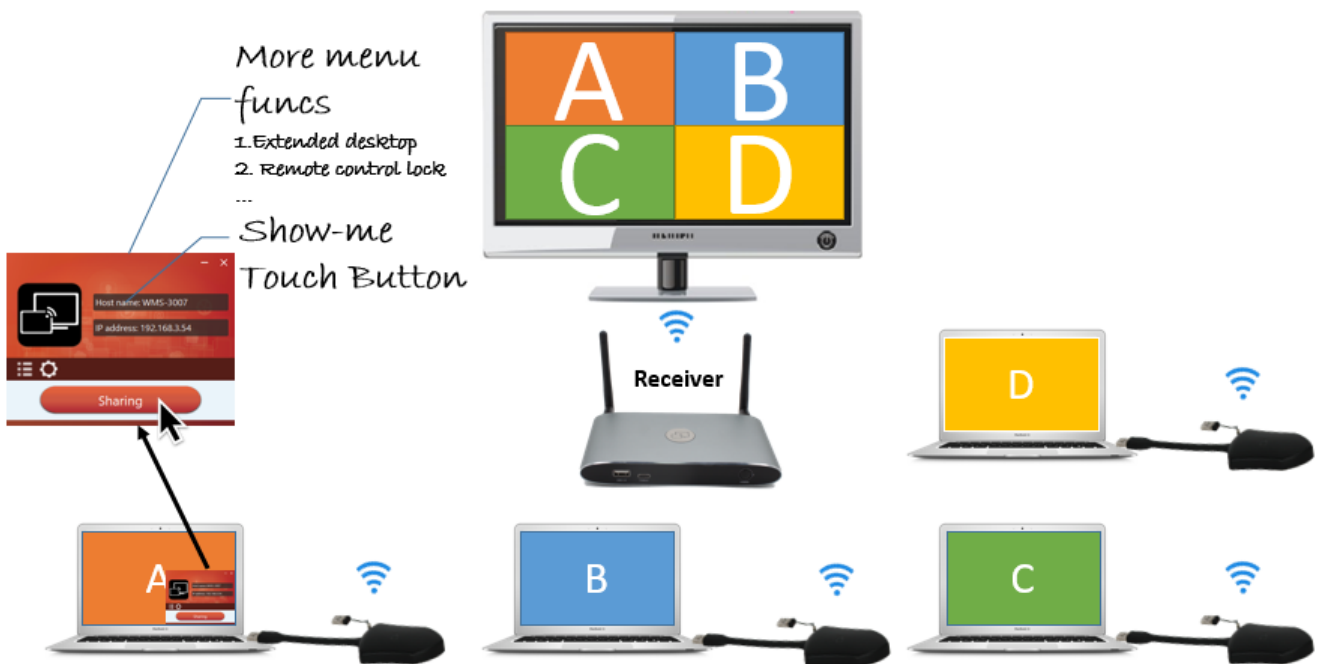 More menu
funcs
1.Extended desktop
2. Remote control lock
...
Show-me
Touch Button
A
B
C
D
Host name: WMS-3007
IP address: 192.168.3.54
Sharing
Receiver
D
A
B
C